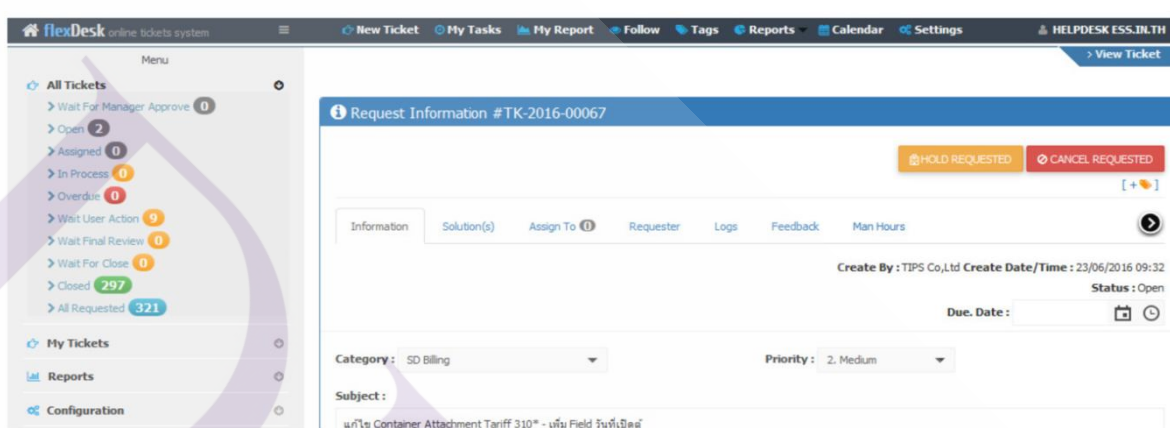 flexDesk online tickets system
New Ticket My Tasks My Report Follow Tags Reports Calendar Settings HELPDESK ESS.IN.TH
> View Ticket
Menu
All Tickets
> Wait For Manager Approve 0
> Open 2
> Assigned 0
> In Process 0
> Overdue 0
> Wait User Action 9
> Wait Final Review 0
> Wait For Close 0
> Closed 297
> All Requested 321
My Tickets
Reports
Configuration
Request Information #TK-2016-00067
HOLD REQUESTED CANCEL REQUESTED
[+]
Information Solution(s) Assign To 0 Requester Logs Feedback Man Hours
Create By : TIPS Co,Ltd Create Date/Time : 23/06/2016 09:32
Status : Open
Due. Date :
Category : SD Billing Priority : 2. Medium
Subject :
แก้ไข Container Attachment Tariff 310* - เพิ่ม Field วันที่เปิดตู้